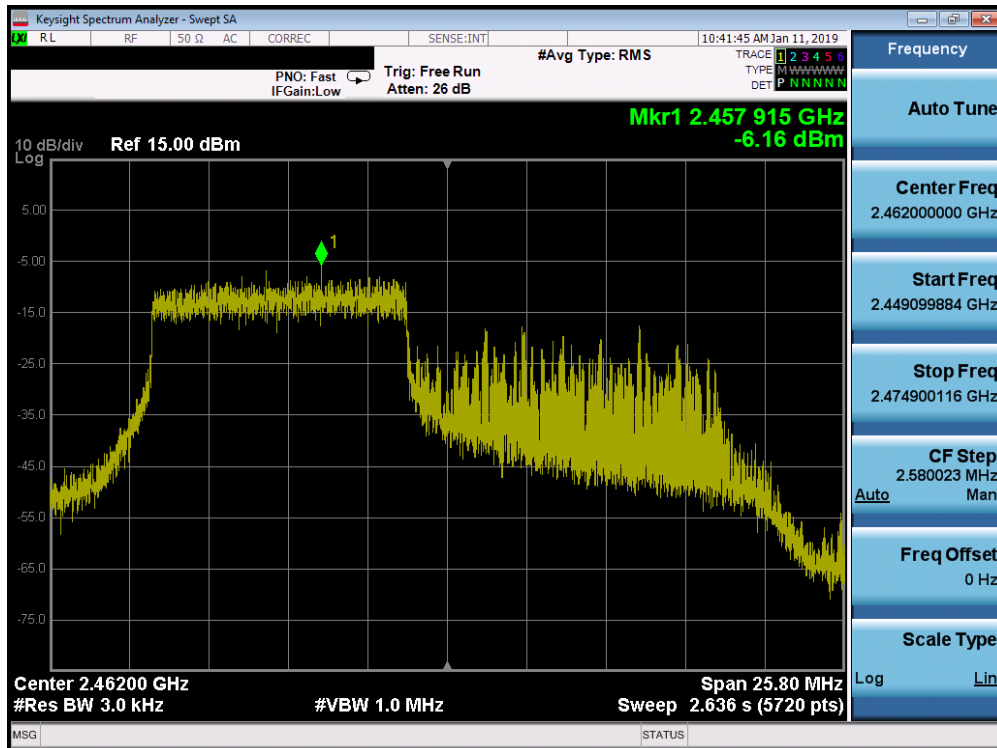 Keysight Spectrum Analyzer - Swept SA
LXI RL RF 50 Ω AC CORREC SENSE:INT 10:41:45 AM Jan 11, 2019
#Avg Type: RMS TRACE 1 2 3 4 5 6
PNO: Fast Trig: Free Run TYPE M WWWWW
IFGain:Low Atten: 26 dB DET P N N N N N
Mkr1 2.457 915 GHz
-6.16 dBm
10 dB/div Ref 15.00 dBm
Log
1
5.00
-5.00
-15.0
-25.0
-35.0
-45.0
-55.0
-65.0
-75.0
Center 2.46200 GHz Span 25.80 MHz
#Res BW 3.0 kHz #VBW 1.0 MHz Sweep 2.636 s (5720 pts)
MSG STATUS
Frequency
Auto Tune
Center Freq
2.462000000 GHz
Start Freq
2.449099884 GHz
Stop Freq
2.474900116 GHz
CF Step
2.580023 MHz
Auto Man
Freq Offset
0 Hz
Scale Type
Log Lin